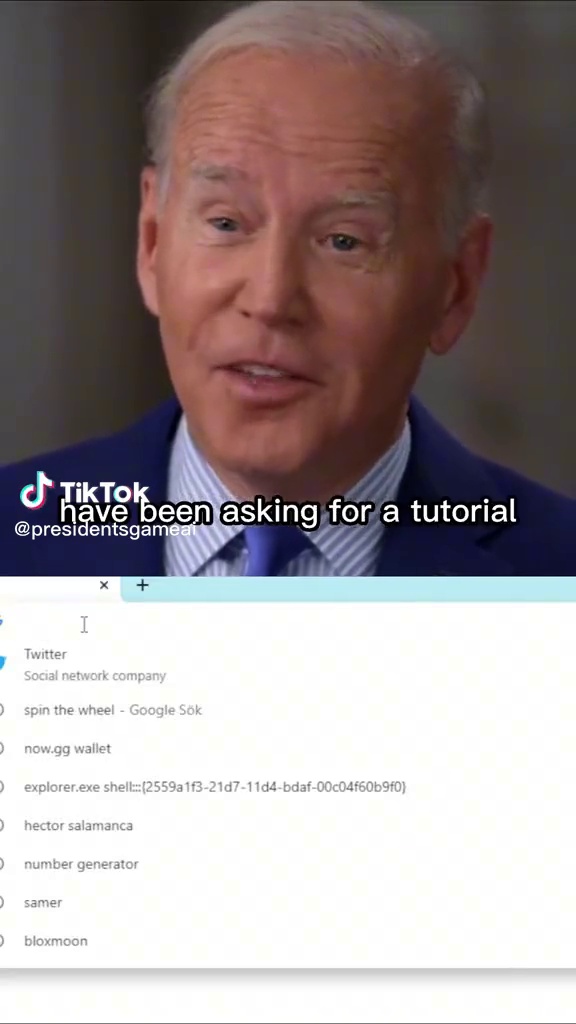 TikTok
have been asking for a tutorial
@presidentsgameai
Twitter
Social network company
spin the wheel - Google Sök
now.gg wallet
explorer.exe shell:::{2559a1f3-21d7-11d4-bdaf-00c04f60b9f0}
hector salamanca
number generator
samer
bloxmoon